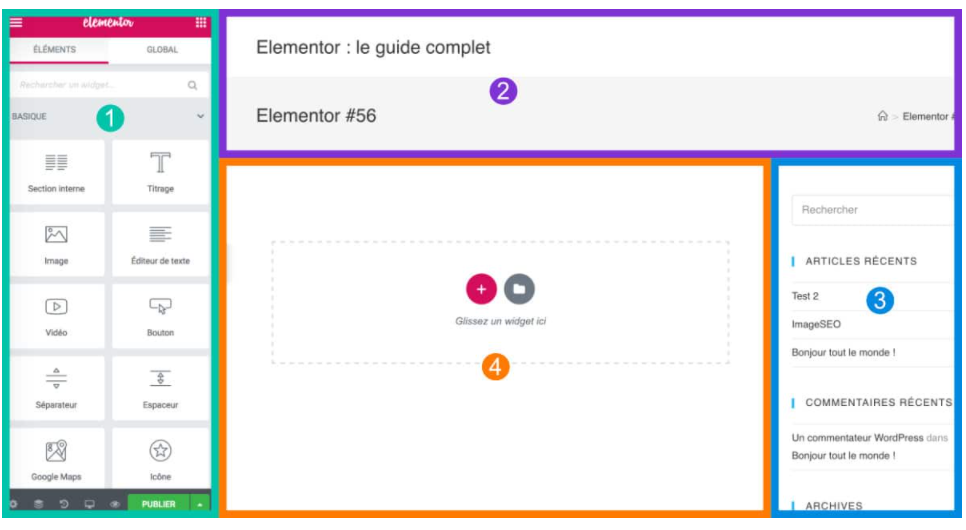 elementor
ÉLÉMENTS GLOBAL
Rechercher un widget...
BASIQUE 1
Section interne Titrage
Image Éditeur de texte
Vidéo Bouton
Séparateur Espaceur
Google Maps Icône
PUBLIER
Elementor : le guide complet
2
Elementor #56
> Elementor #
Glissez un widget ici
4
Rechercher
ARTICLES RÉCENTS
Test 2
3
ImageSEO
Bonjour tout le monde !
COMMENTAIRES RÉCENTS
Un commentateur WordPress dans
Bonjour tout le monde !
ARCHIVES